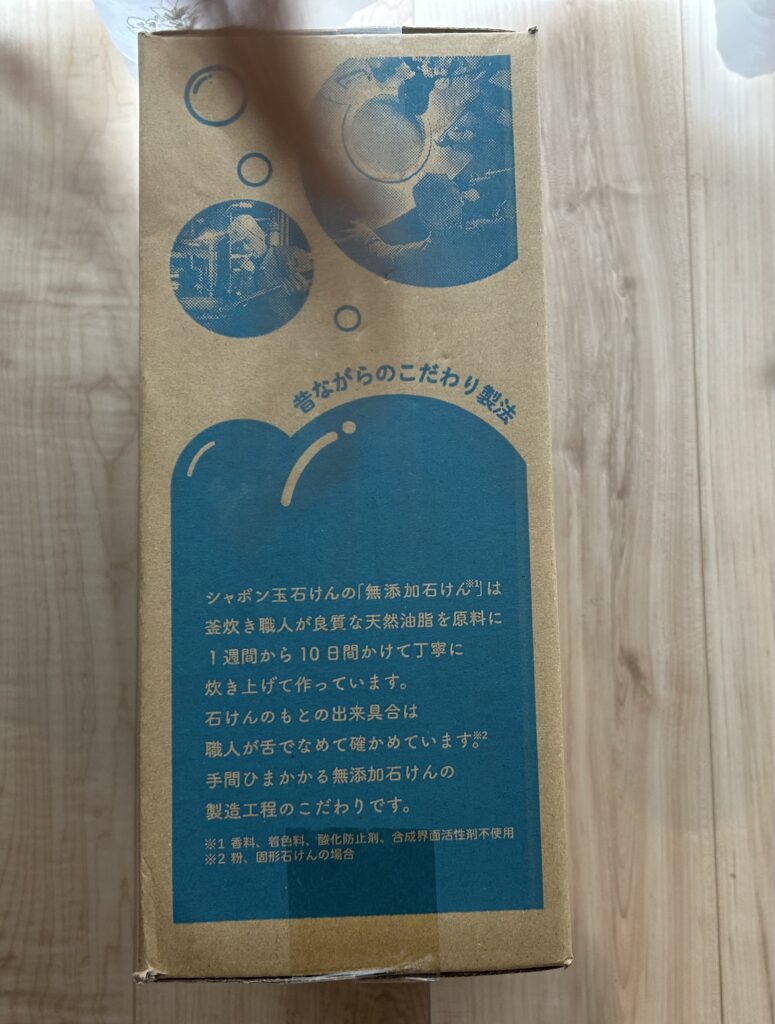 昔ながらのこだわり製法
シャボン玉石けんの「無添加石けん※1」は
釜炊き職人が良質な天然油脂を原料に
1週間から10日間かけて丁寧に
炊き上げて作っています。
石けんのもとの出来具合は
職人が舌でなめて確かめています。※2
手間ひまかかる無添加石けんの
製造工程のこだわりです。
※1 香料、着色料、酸化防止剤、合成界面活性剤不使用
※2 粉、固形石けんの場合